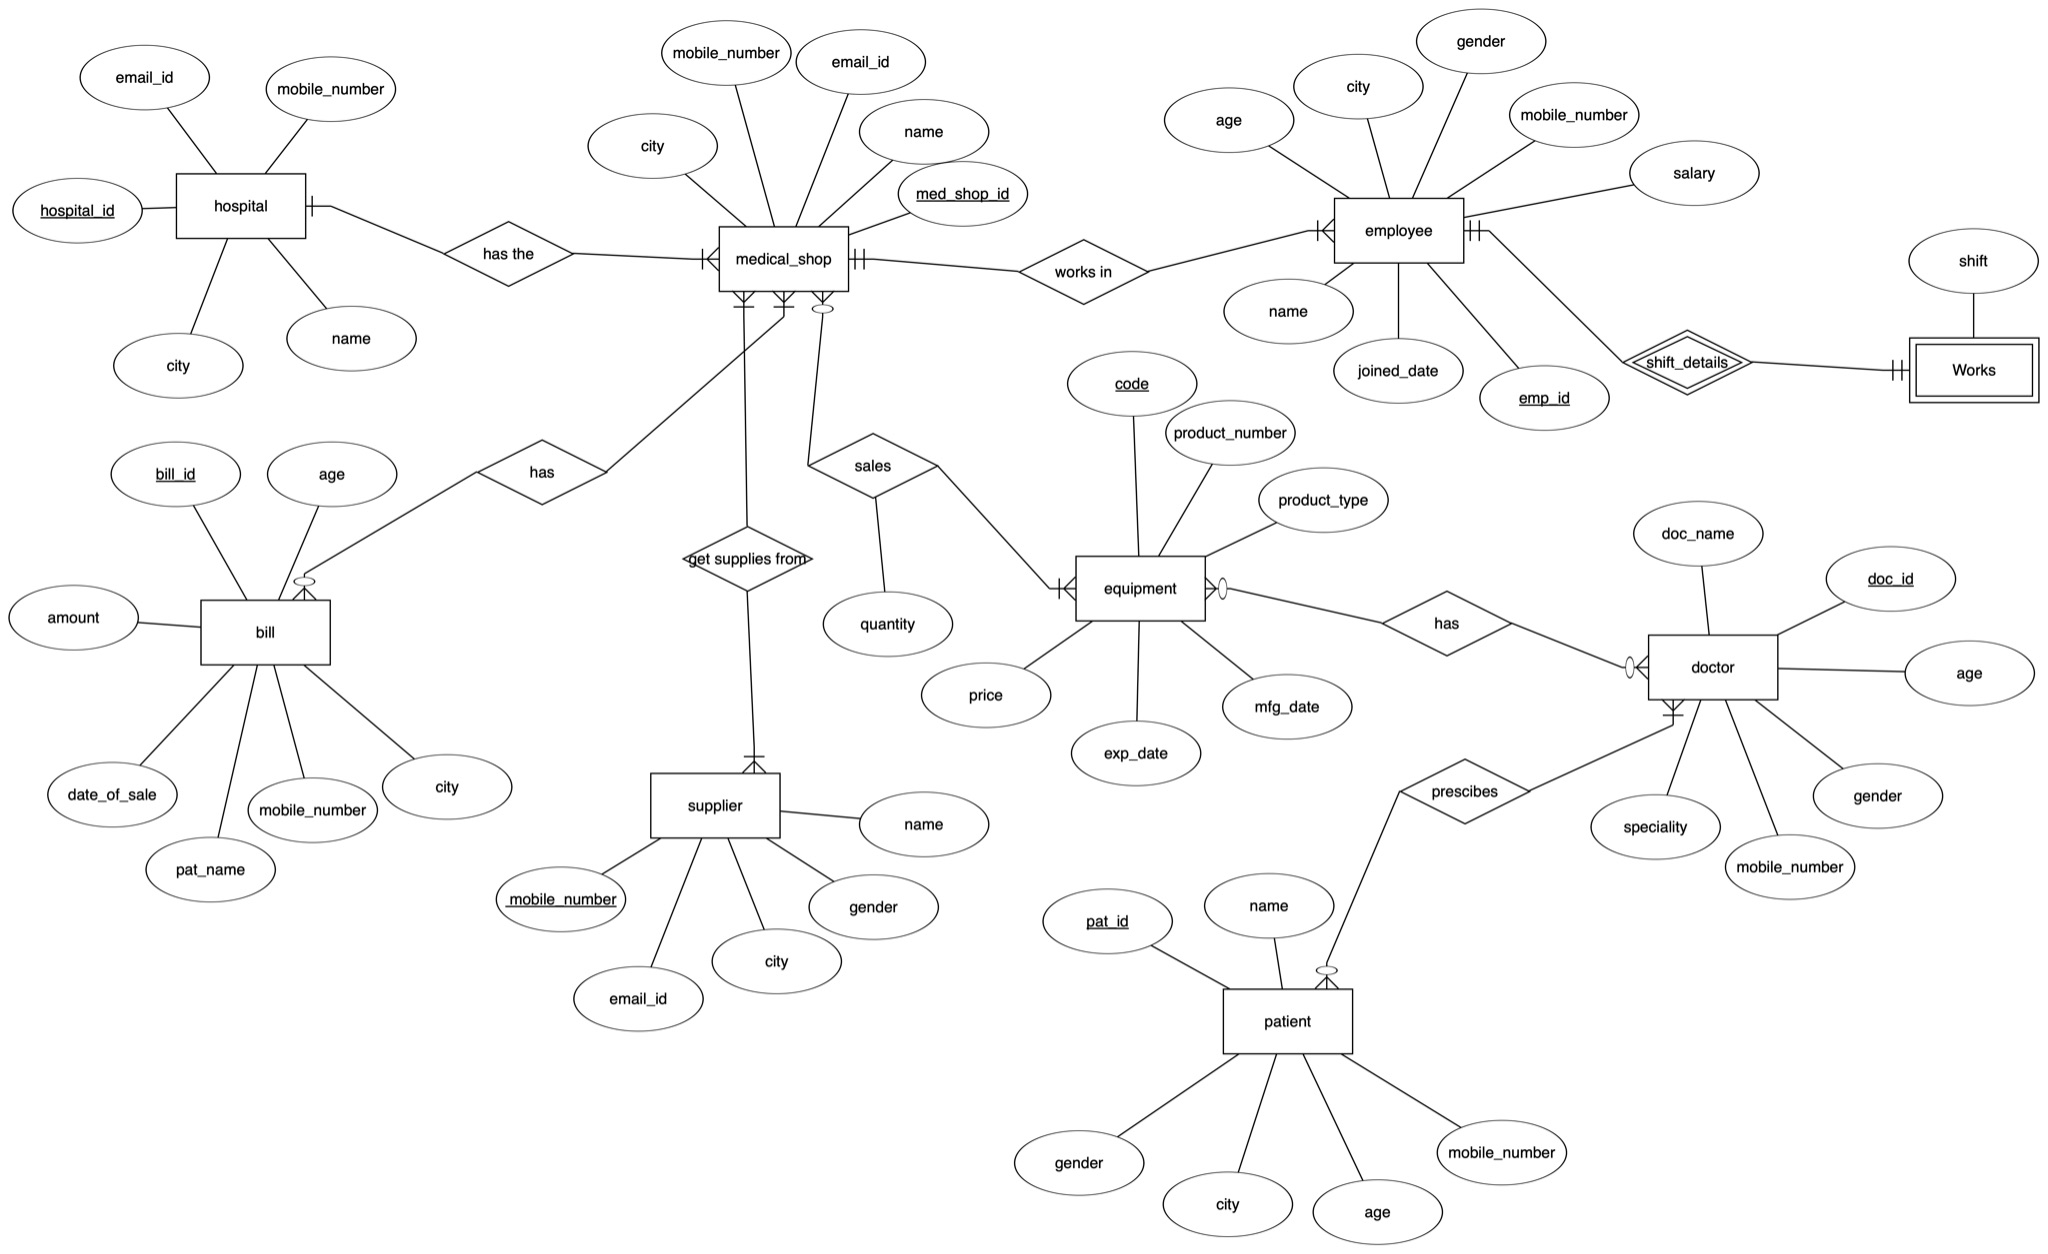 gender
mobile_number
email_id
email_id
mobile_number
city
age
mobile_number
name
city
salary
med_shop_id
hospital_id
hospital
has the
medical_shop
works in
employee
shift
name
city
name
joined_date
emp_id
shift_details
Works
code
product_number
bill_id
age
has
sales
product_type
doc_name
get supplies from
equipment
doc_id
amount
bill
quantity
has
doctor
age
price
mfg_date
exp_date
date_of_sale
mobile_number
city
supplier
name
prescibes
gender
speciality
mobile_number
pat_name
mobile_number
gender
email_id
city
pat_id
name
patient
gender
city
age
mobile_number